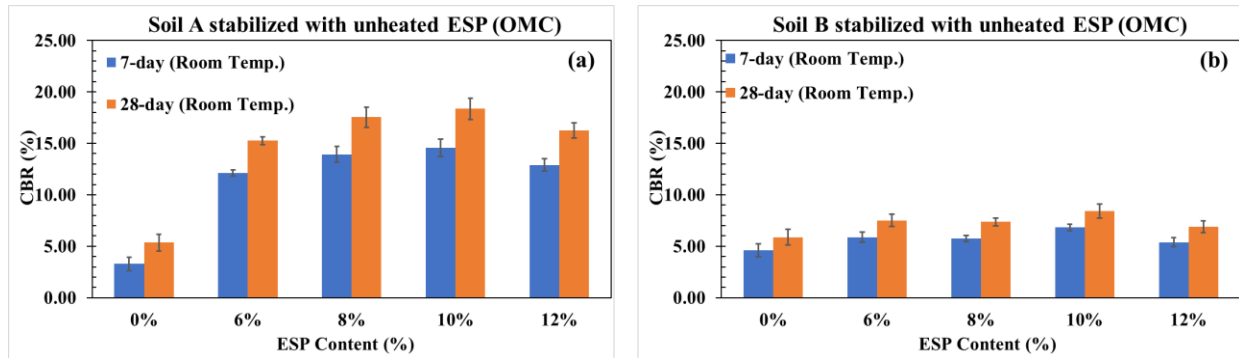 Soil A stabilized with unheated ESP (OMC)
25.00
20.00
15.00
10.00
5.00
0.00
CBR (%)
7-day (Room Temp.)
28-day (Room Temp.)
(a)
0% 6% 8% 10% 12%
ESP Content (%)
Soil B stabilized with unheated ESP (OMC)
25.00
20.00
15.00
10.00
5.00
0.00
CBR (%)
7-day (Room Temp.)
28-day (Room Temp.)
(b)
0% 6% 8% 10% 12%
ESP Content (%)